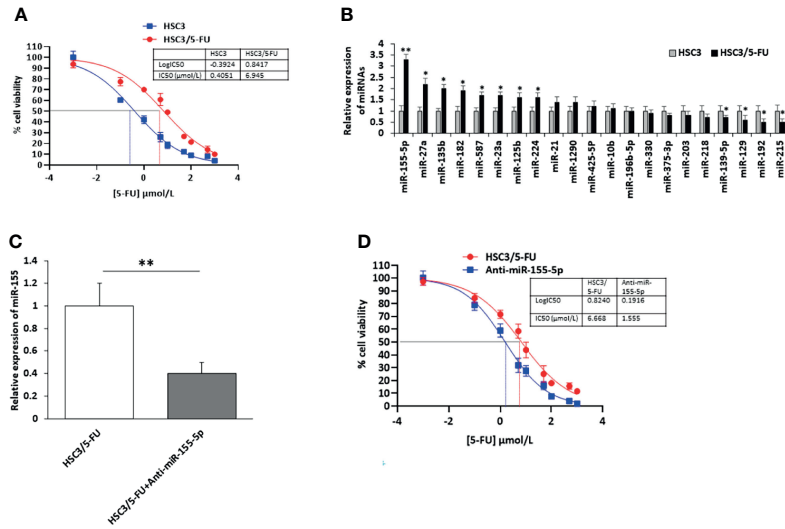 A
HSC3
HSC3/5-FU
HSC3 HSC3/5-FU
LogIC50 -0.3924 0.8417
IC50 (µmol/L) 0.4051 6.945
% cell viability
110
100
90
80
70
60
50
40
30
20
10
0
-4 -2 0 2 4
[5-FU] µmol/L
B
HSC3 HSC3/5-FU
Relative expression of miRNAs
4
3.5
3
2.5
2
1.5
1
0.5
0
** * * * * * * * * * * *
miR-155-5p
miR-27a
miR-135b
miR-182
miR-587
miR-23a
miR-125b
miR-224
miR-21
miR-1290
miR-425-5P
miR-10b
miR-196b-5p
miR-330
miR-375-3p
miR-203
miR-218
miR-139-5p
miR-129
miR-192
miR-215
C
Relative expression of miR-155
1.4
1.2
1
0.8
0.6
0.4
0.2
0
**
HSC3/5-FU
HSC3/5-FU+Anti-miR-155-5p
D
HSC3/5-FU
Anti-miR-155-5p
HSC3/5-FU Anti-miR-155-5p
LogIC50 0.8240 0.1916
IC50 (µmol/L) 6.668 1.555
% cell viability
110
100
90
80
70
60
50
40
30
20
10
0
-4 -2 0 2 4
[5-FU] µmol/L